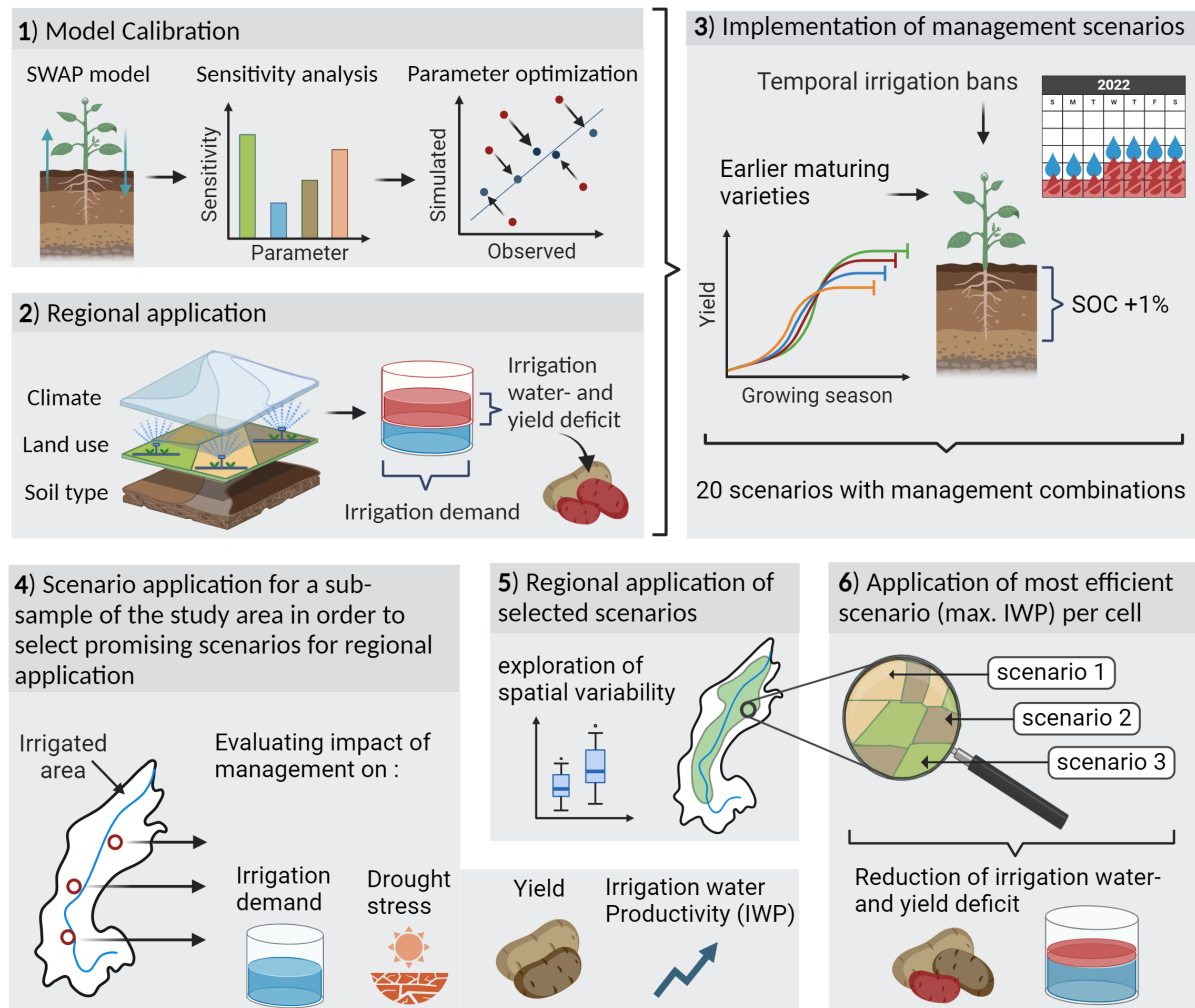 1) Model Calibration
SWAP model
Sensitivity analysis
Parameter optimization
Sensitivity
Parameter
Simulated
Observed
2) Regional application
Climate
Land use
Soil type
Irrigation
water- and
yield deficit
Irrigation demand
3) Implementation of management scenarios
Temporal irrigation bans
2022
S M T W T F S
Earlier maturing
varieties
Yield
Growing season
SOC +1%
20 scenarios with management combinations
4) Scenario application for a sub-
sample of the study area in order to
select promising scenarios for regional
application
Irrigated
area
Evaluating impact of
management on :
Irrigation
demand
Drought
stress
Yield
Irrigation water
Productivity (IWP)
5) Regional application of
selected scenarios
exploration of
spatial variability
6) Application of most efficient
scenario (max. IWP) per cell
scenario 1
scenario 2
scenario 3
Reduction of irrigation water-
and yield deficit